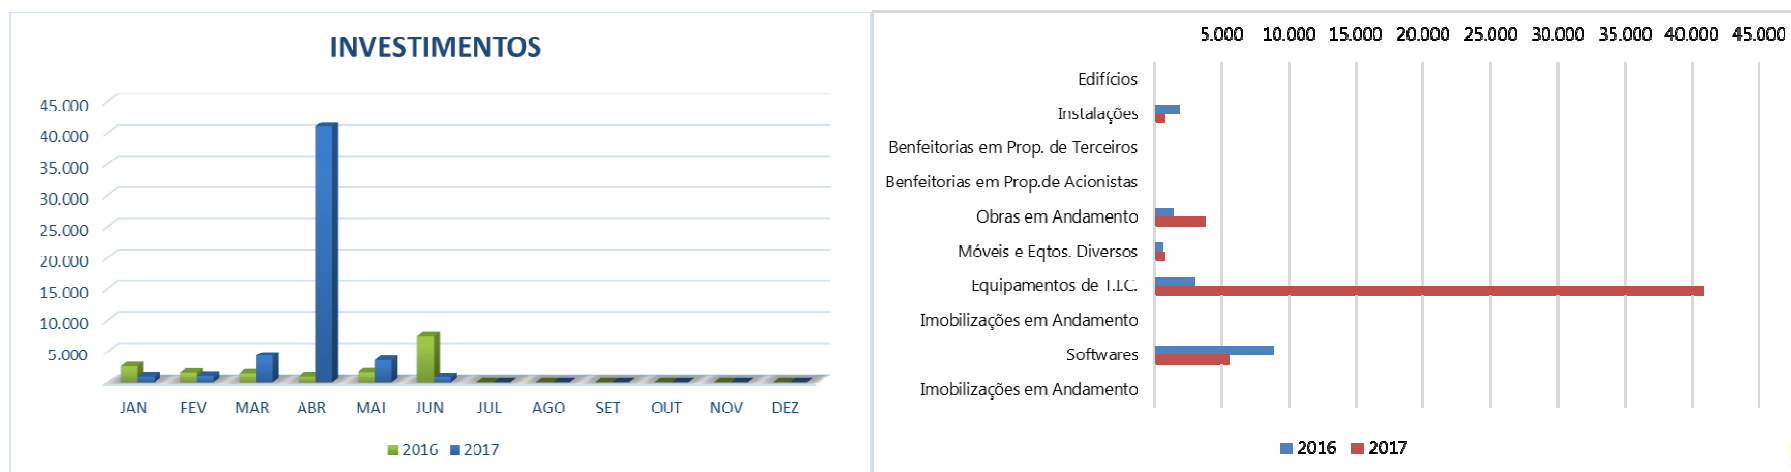 INVESTIMENTOS
45.000
40.000
35.000
30.000
25.000
20.000
15.000
10.000
5.000
JAN FEV MAR ABR MAI JUN JUL AGO SET OUT NOV DEZ
2016 2017
5.000 10.000 15.000 20.000 25.000 30.000 35.000 40.000 45.000
Edifícios
Instalações
Benfeitorias em Prop. de Terceiros
Benfeitorias em Prop.de Acionistas
Obras em Andamento
Móveis e Eqtos. Diversos
Equipamentos de T.I.C.
Imobilizações em Andamento
Softwares
Imobilizações em Andamento
2016 2017